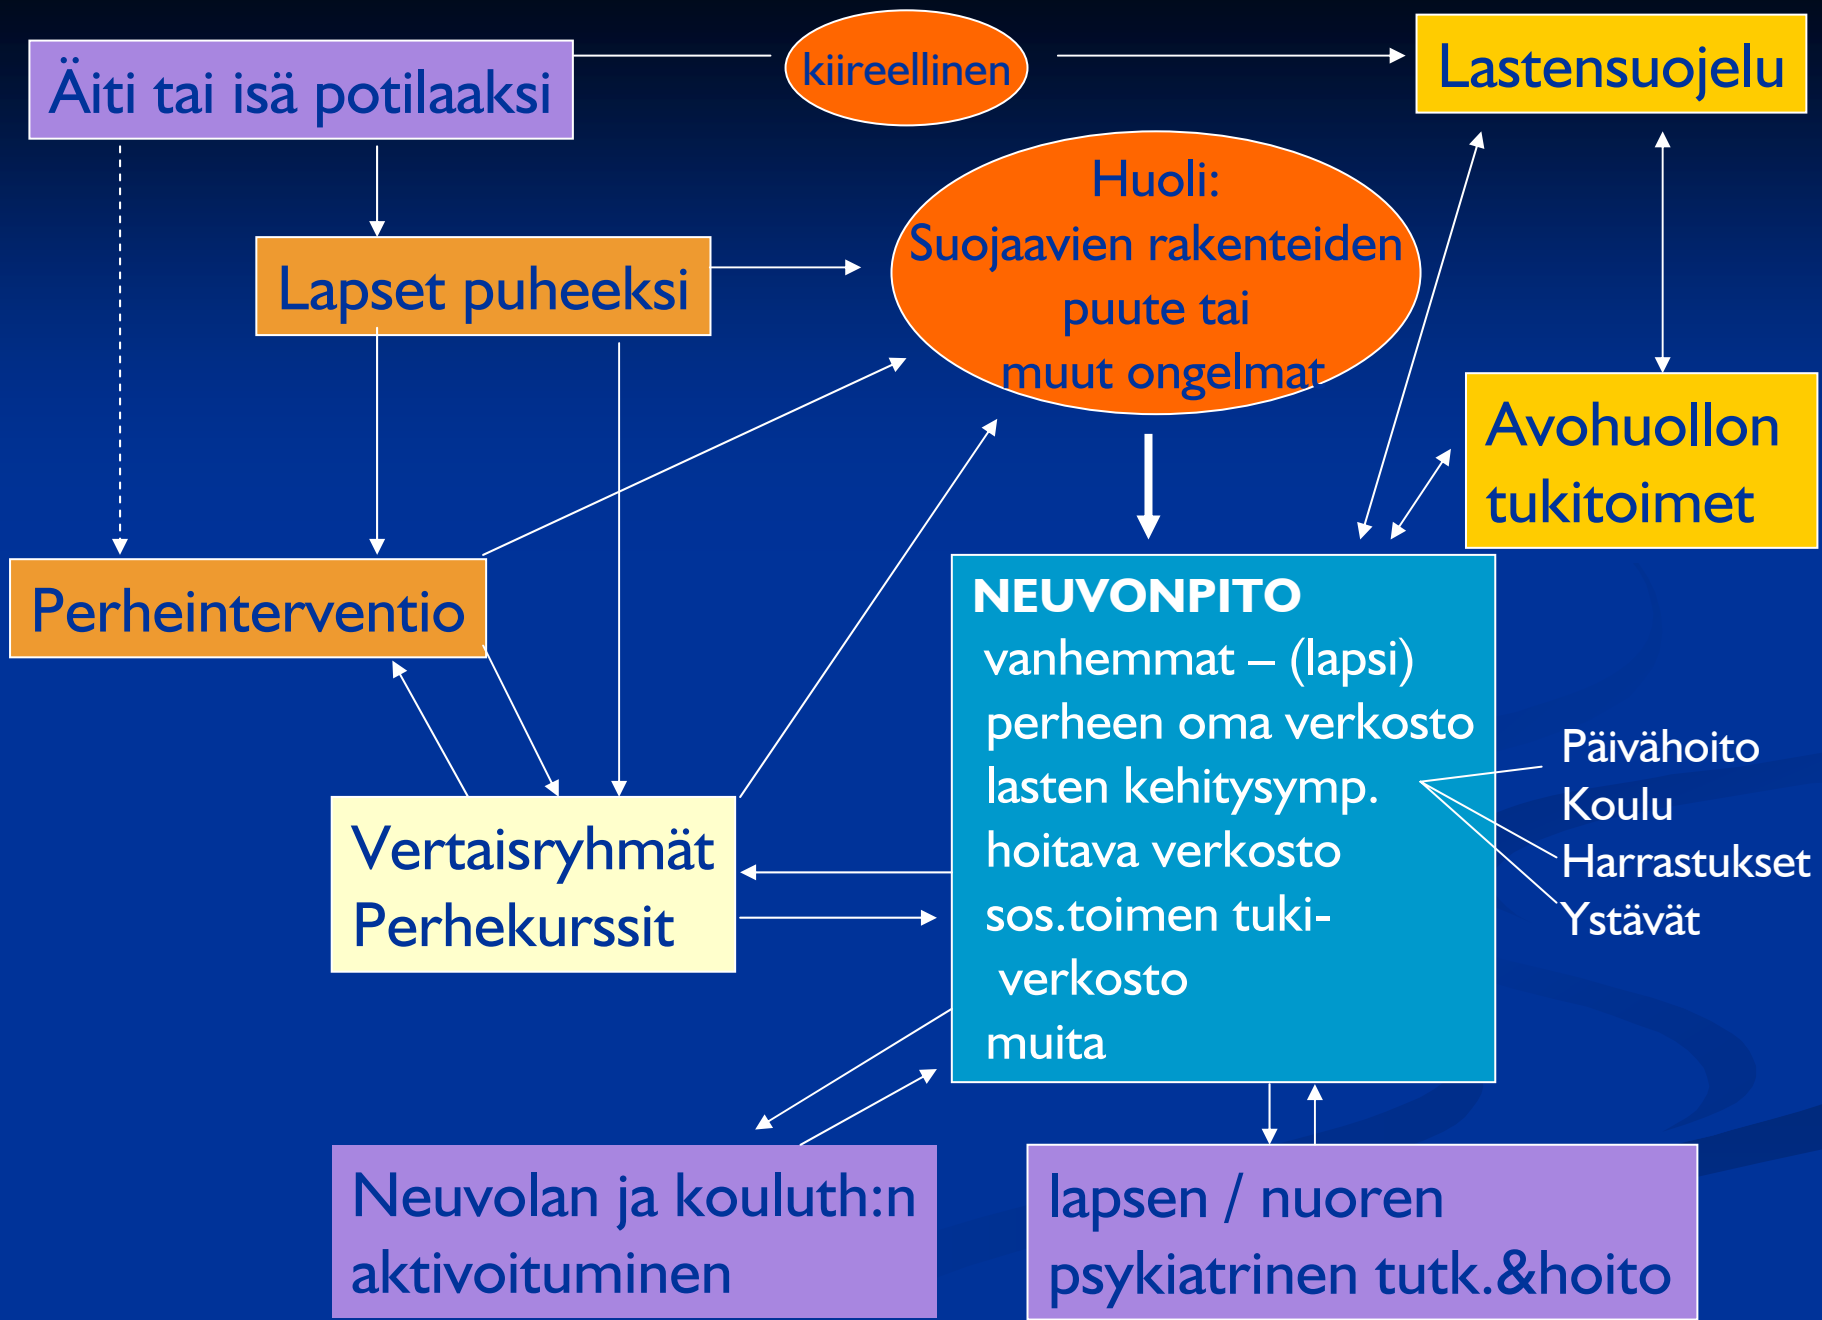 Äiti tai isä potilaaksi
kiireellinen
Lastensuojelu
Huoli:
Suojaavien rakenteiden
puute tai
muut ongelmat
Lapset puheeksi
Avohuollon
tukitoimet
Perheinterventio
NEUVONPITO
vanhemmat – (lapsi)
perheen oma verkosto
lasten kehitysymp.
hoitava verkosto
sos.toimen tuki-
verkosto
muita
Päivähoito
Koulu
Harrastukset
Ystävät
Vertaisryhmät
Perhekurssit
Neuvolan ja kouluth:n
aktivoituminen
lapsen / nuoren
psykiatrinen tutk.&hoito